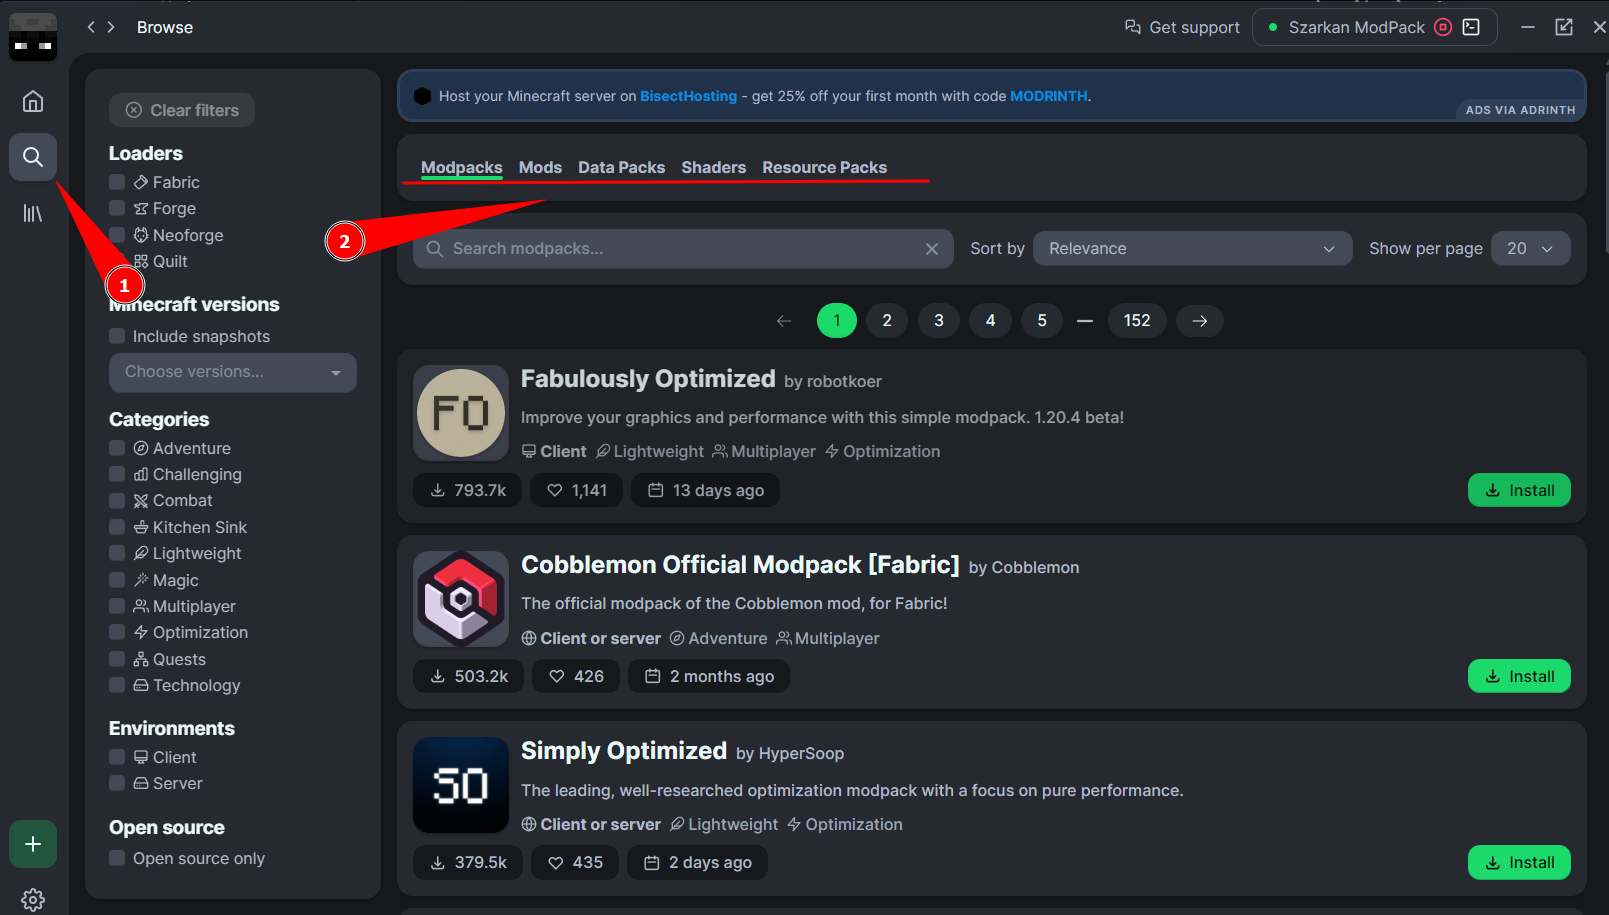 Browse
Get support
Szarkan ModPack
Clear filters
Loaders
Fabric
Forge
Neoforge
Quilt
1
Minecraft versions
Include snapshots
Choose versions...
Categories
Adventure
Challenging
Combat
Kitchen Sink
Lightweight
Magic
Multiplayer
Optimization
Quests
Technology
Environments
Client
Server
Open source
Open source only
Host your Minecraft server on BisectHosting - get 25% off your first month with code MODRINTH.
ADS VIA ADRINTH
Modpacks Mods Data Packs Shaders Resource Packs
2
Search modpacks...
Sort by Relevance
Show per page 20
1 2 3 4 5 — 152
Fabulously Optimized by robotkoer
FO
Improve your graphics and performance with this simple modpack. 1.20.4 beta!
Client Lightweight Multiplayer Optimization
793.7k 1,141 13 days ago
Install
Cobblemon Official Modpack [Fabric] by Cobblemon
The official modpack of the Cobblemon mod, for Fabric!
Client or server Adventure Multiplayer
503.2k 426 2 months ago
Install
Simply Optimized by HyperSoop
SO
The leading, well-researched optimization modpack with a focus on pure performance.
Client or server Lightweight Optimization
379.5k 435 2 days ago
Install